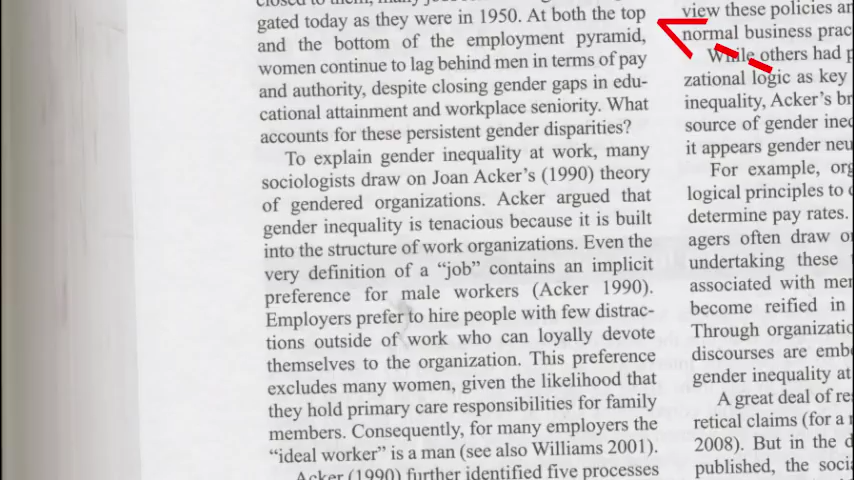 gated today as they were in 1950. At both the top
and the bottom of the employment pyramid,
women continue to lag behind men in terms of pay
and authority, despite closing gender gaps in edu-
cational attainment and workplace seniority. What
accounts for these persistent gender disparities?
To explain gender inequality at work, many
sociologists draw on Joan Acker's (1990) theory
of gendered organizations. Acker argued that
gender inequality is tenacious because it is built
into the structure of work organizations. Even the
very definition of a “job” contains an implicit
preference for male workers (Acker 1990).
Employers prefer to hire people with few distrac-
tions outside of work who can loyally devote
themselves to the organization. This preference
excludes many women, given the likelihood that
they hold primary care responsibilities for family
members. Consequently, for many employers the
“ideal worker” is a man (see also Williams 2001).
Acker (1990) further identified five processes
view these policies
normal business
While others had
zational logic as key
inequality, Acker's
source of gender
it appears gender
For example,
logical principles to
determine pay rates.
agers often draw
undertaking these
associated with
become reified in
Through
discourses are
gender inequality at
A great deal of
retical claims (for a
2008). But in the
published, the